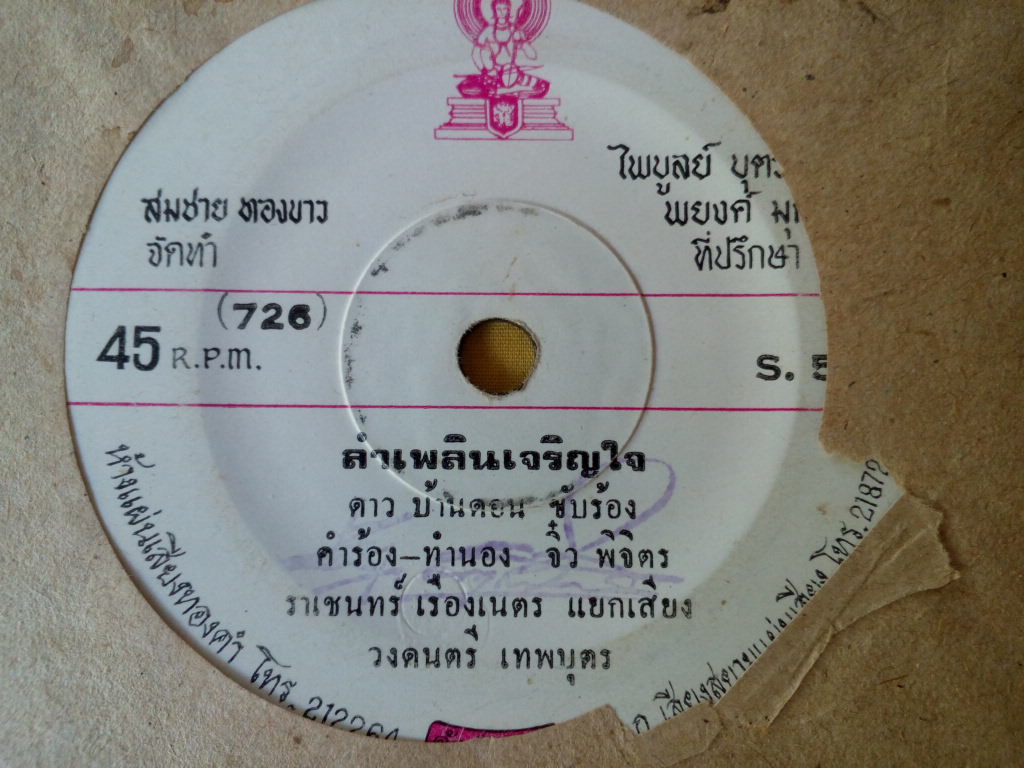 ไพบูลย์
พยงค์
ที่ปรึกษา
สมชาย ทองขาว
จัดทำ
(726)
45 R.P.M.
S.
ลำเพลินเจริญใจ
ดาว บ้านดอน ขับร้อง
คำร้อง-ทำนอง จิ๋ว พิจิตร
ราเชนทร์ เรืองเนตร แยกเสียง
วงดนตรี เทพบุตร
ห้างแผ่นเสียงทองคำ โทร. 212264
โทร. 21872